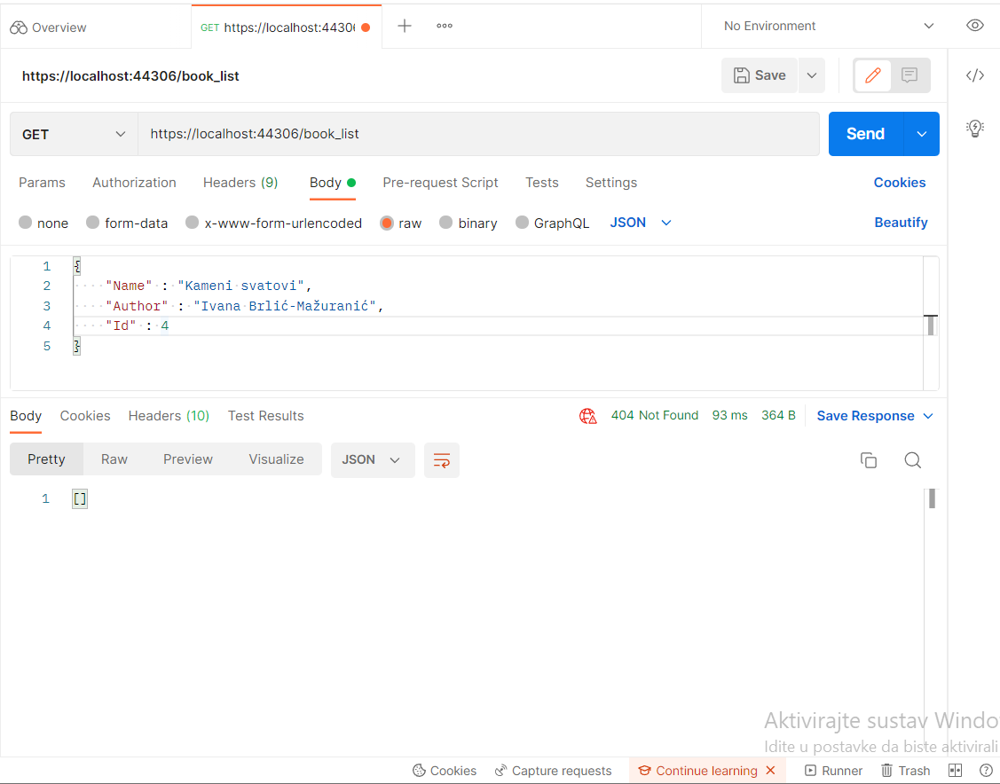 Overview
GET https://localhost:4430
No Environment
https://localhost:44306/book_list
Save
GET https://localhost:44306/book_list Send
Params Authorization Headers (9) Body Pre-request Script Tests Settings Cookies
none form-data x-www-form-urlencoded raw binary GraphQL JSON Beautify
1 {
2 "Name" : "Kameni svatovi",
3 "Author" : "Ivana Brlić-Mažuranić",
4 "Id" : 4
5 }
Body Cookies Headers (10) Test Results 404 Not Found 93 ms 364 B Save Response
Pretty Raw Preview Visualize JSON
1 []
Aktivirajte sustav Windo
Idite u postavke da biste aktivirali
Cookies Capture requests Continue learning Runner Trash